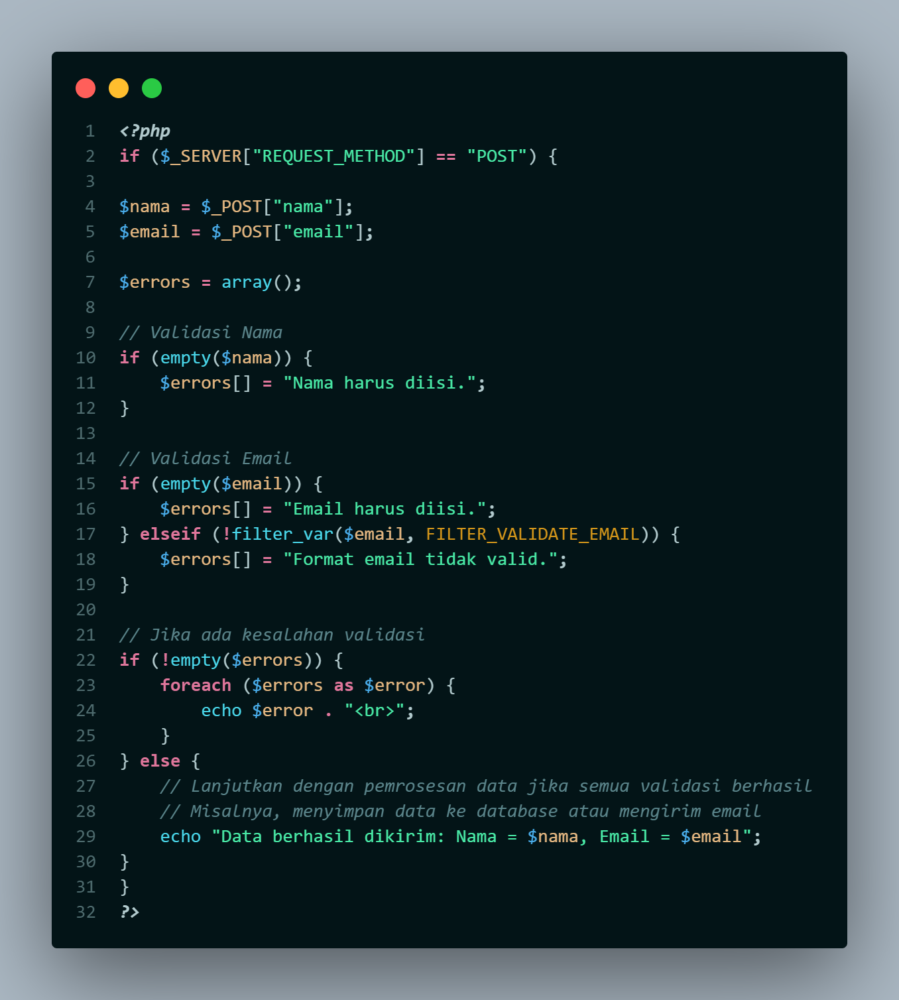 1 <?php
2 if ($_SERVER["REQUEST_METHOD"] == "POST") {
3
4 $nama = $_POST["nama"];
5 $email = $_POST["email"];
6
7 $errors = array();
8
9 // Validasi Nama
10 if (empty($nama)) {
11     $errors[] = "Nama harus diisi.";
12 }
13
14 // Validasi Email
15 if (empty($email)) {
16     $errors[] = "Email harus diisi.";
17 } elseif (!filter_var($email, FILTER_VALIDATE_EMAIL)) {
18     $errors[] = "Format email tidak valid.";
19 }
20
21 // Jika ada kesalahan validasi
22 if (!empty($errors)) {
23     foreach ($errors as $error) {
24         echo $error . "<br>";
25     }
26 } else {
27     // Lanjutkan dengan pemrosesan data jika semua validasi berhasil
28     // Misalnya, menyimpan data ke database atau mengirim email
29     echo "Data berhasil dikirim: Nama = $nama, Email = $email";
30 }
31 }
32 ?>